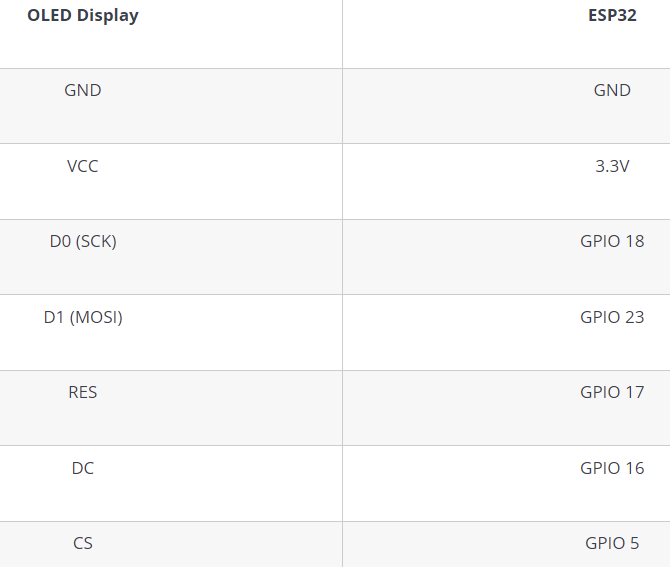 OLED Display ESP32
GND GND
VCC 3.3V
D0 (SCK) GPIO 18
D1 (MOSI) GPIO 23
RES GPIO 17
DC GPIO 16
CS GPIO 5